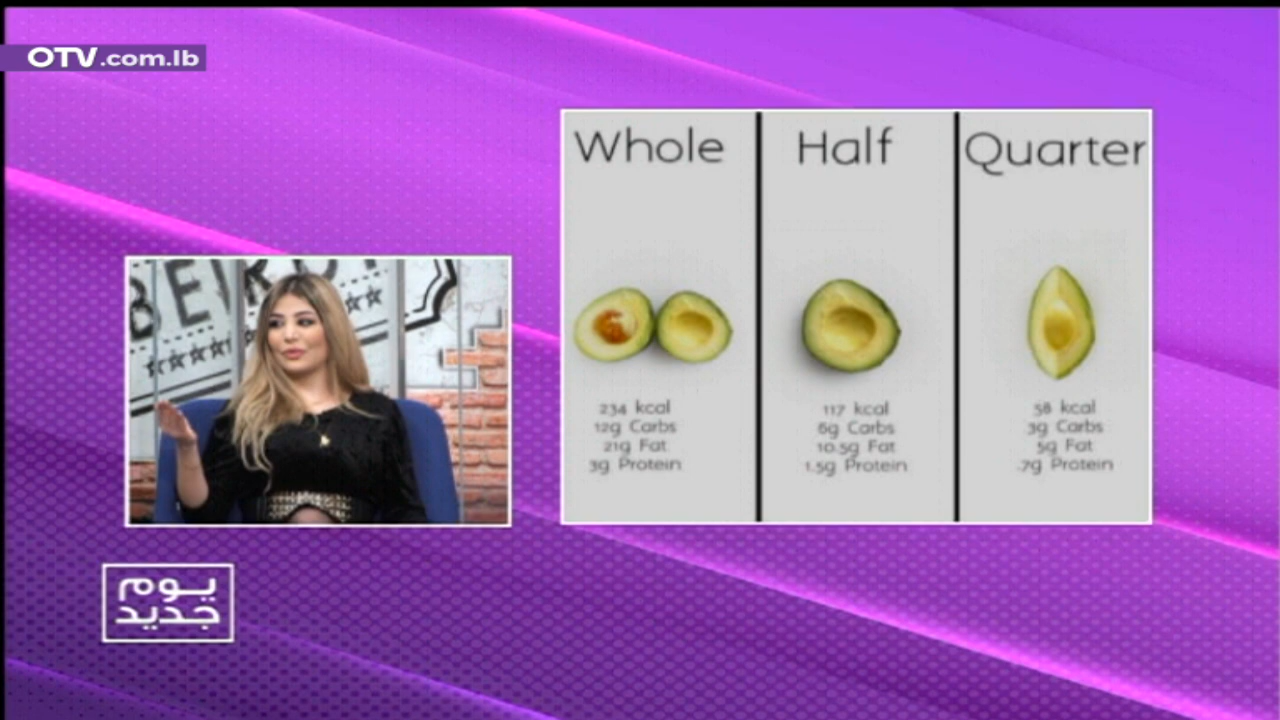 OTV.com.lb
Whole
Half
Quarter
234 kcal
12g Carbs
21g Fat
3g Protein
117 kcal
6g Carbs
10.5g Fat
1.5g Protein
58 kcal
3g Carbs
5g Fat
.7g Protein
يوم
جديد